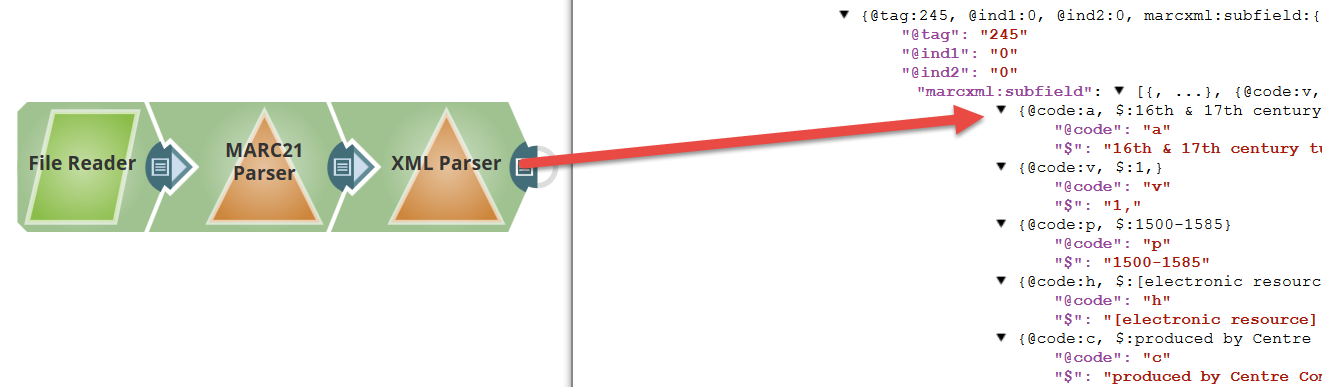 File Reader
MARC21
Parser
XML Parser
{@tag:245, @ind1:0, @ind2:0, marcxml:subfield:{
"@tag": "245"
"@ind1": "0"
"@ind2": "0"
"marcxml:subfield": [{, ...}, {@code:v,
{@code:a, $:16th & 17th century
"@code": "a"
"$": "16th & 17th century tu
{@code:v, $:1,}
"@code": "v"
"$": "1,"
{@code:p, $:1500-1585}
"@code": "p"
"$": "1500-1585"
{@code:h, $:[electronic resourc
"@code": "h"
"$": "[electronic resource]
{@code:c, $:produced by Centre
"@code": "c"
"$": "produced by Centre Com